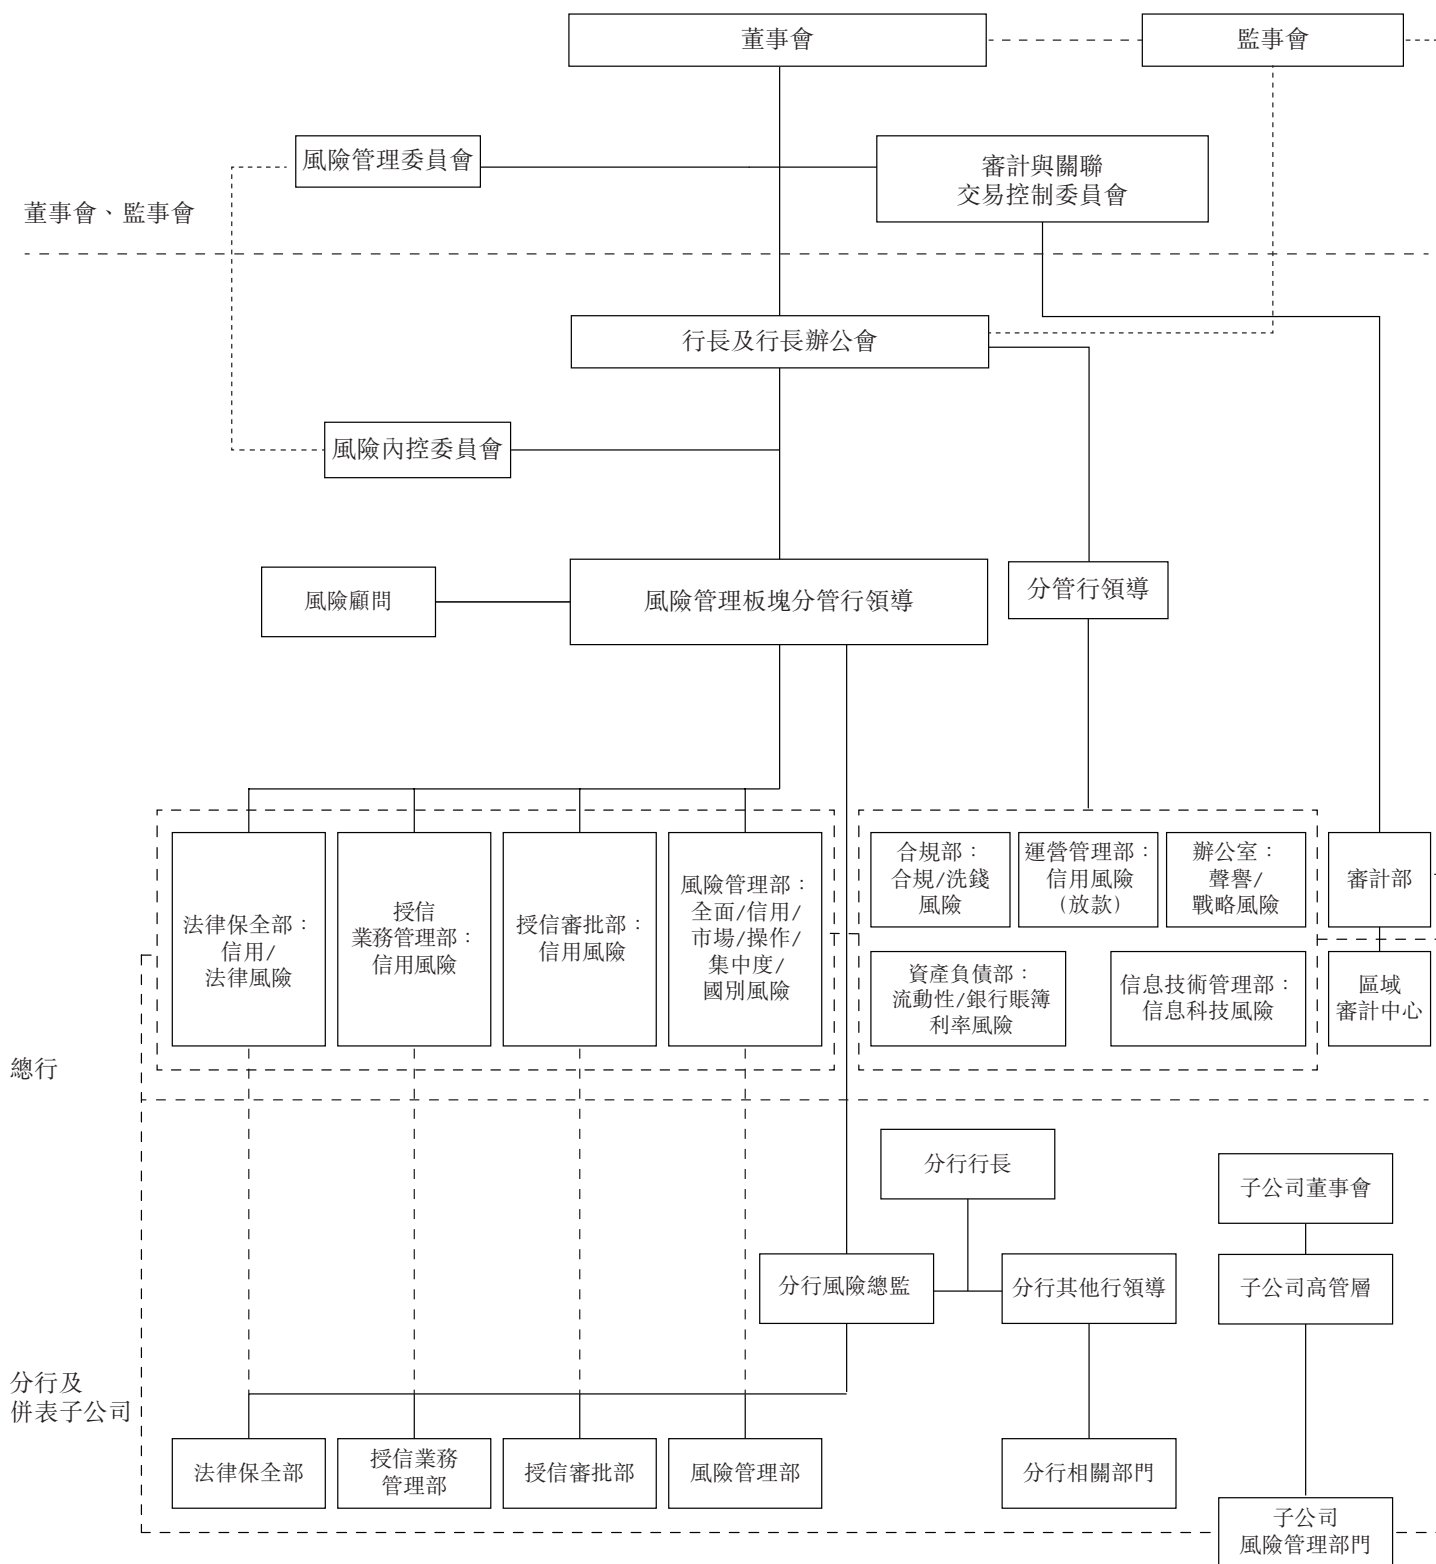 董事會
監事會
風險管理委員會
審計與關聯
交易控制委員會
董事會、監事會
行長及行長辦公會
風險內控委員會
風險顧問
風險管理板塊分管行領導
分管行領導
法律保全部：
信用/
法律風險
授信
業務管理部：
信用風險
授信審批部：
信用風險
風險管理部：
全面/信用/
市場/操作/
集中度/
國別風險
合規部：
合規/洗錢
風險
運營管理部：
信用風險
（放款）
辦公室：
聲譽/
戰略風險
審計部
資產負債部：
流動性/銀行賬簿
利率風險
信息技術管理部：
信息科技風險
區域
審計中心
總行
分行行長
子公司董事會
分行風險總監
分行其他行領導
子公司高管層
分行及
併表子公司
法律保全部
授信業務
管理部
授信審批部
風險管理部
分行相關部門
子公司
風險管理部門